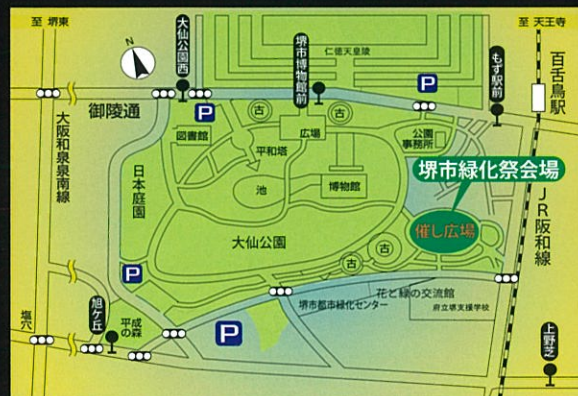 至 堺東
至 天王寺
N
大仙公園西
堺市博物館前
仁徳天皇陵
もず駅前
百舌鳥駅
P
御陵通
P
古
古
広場
図書館
公園
事務所
大阪和泉泉南線
日本庭園
平和塔
池
博物館
堺市緑化祭会場
催し広場
JR阪和線
大仙公園
古
古
P
花と緑の交流館
堺市都市緑化センター
府立堺支援学校
旭ケ丘
平成
の森
P
塩穴
上野芝